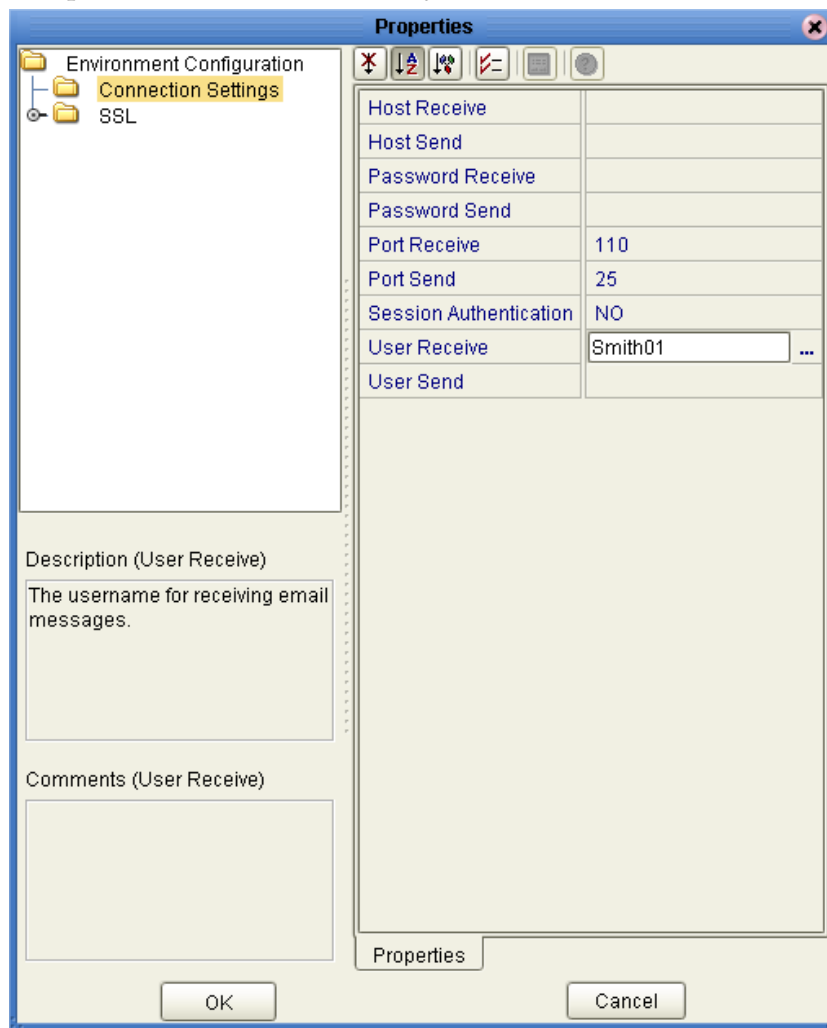 Properties
Environment Configuration
Connection Settings
SSL
Host Receive
Host Send
Password Receive
Password Send
Port Receive 110
Port Send 25
Session Authentication NO
User Receive Smith01 ...
User Send
Description (User Receive)
The username for receiving email
messages.
Comments (User Receive)
Properties
OK
Cancel